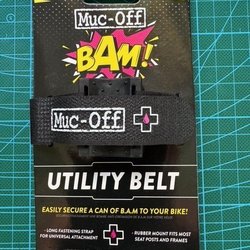 Muc-Off
BAM!
Muc-Off
UTILITY BELT
EASILY SECURE A CAN OF B.A.M TO YOUR BIKE!
• LONG FASTENING STRAP
FOR UNIVERSAL ATTACHMENT
• RUBBER MOUNT FITS MOST
SEAT POSTS AND FRAMES